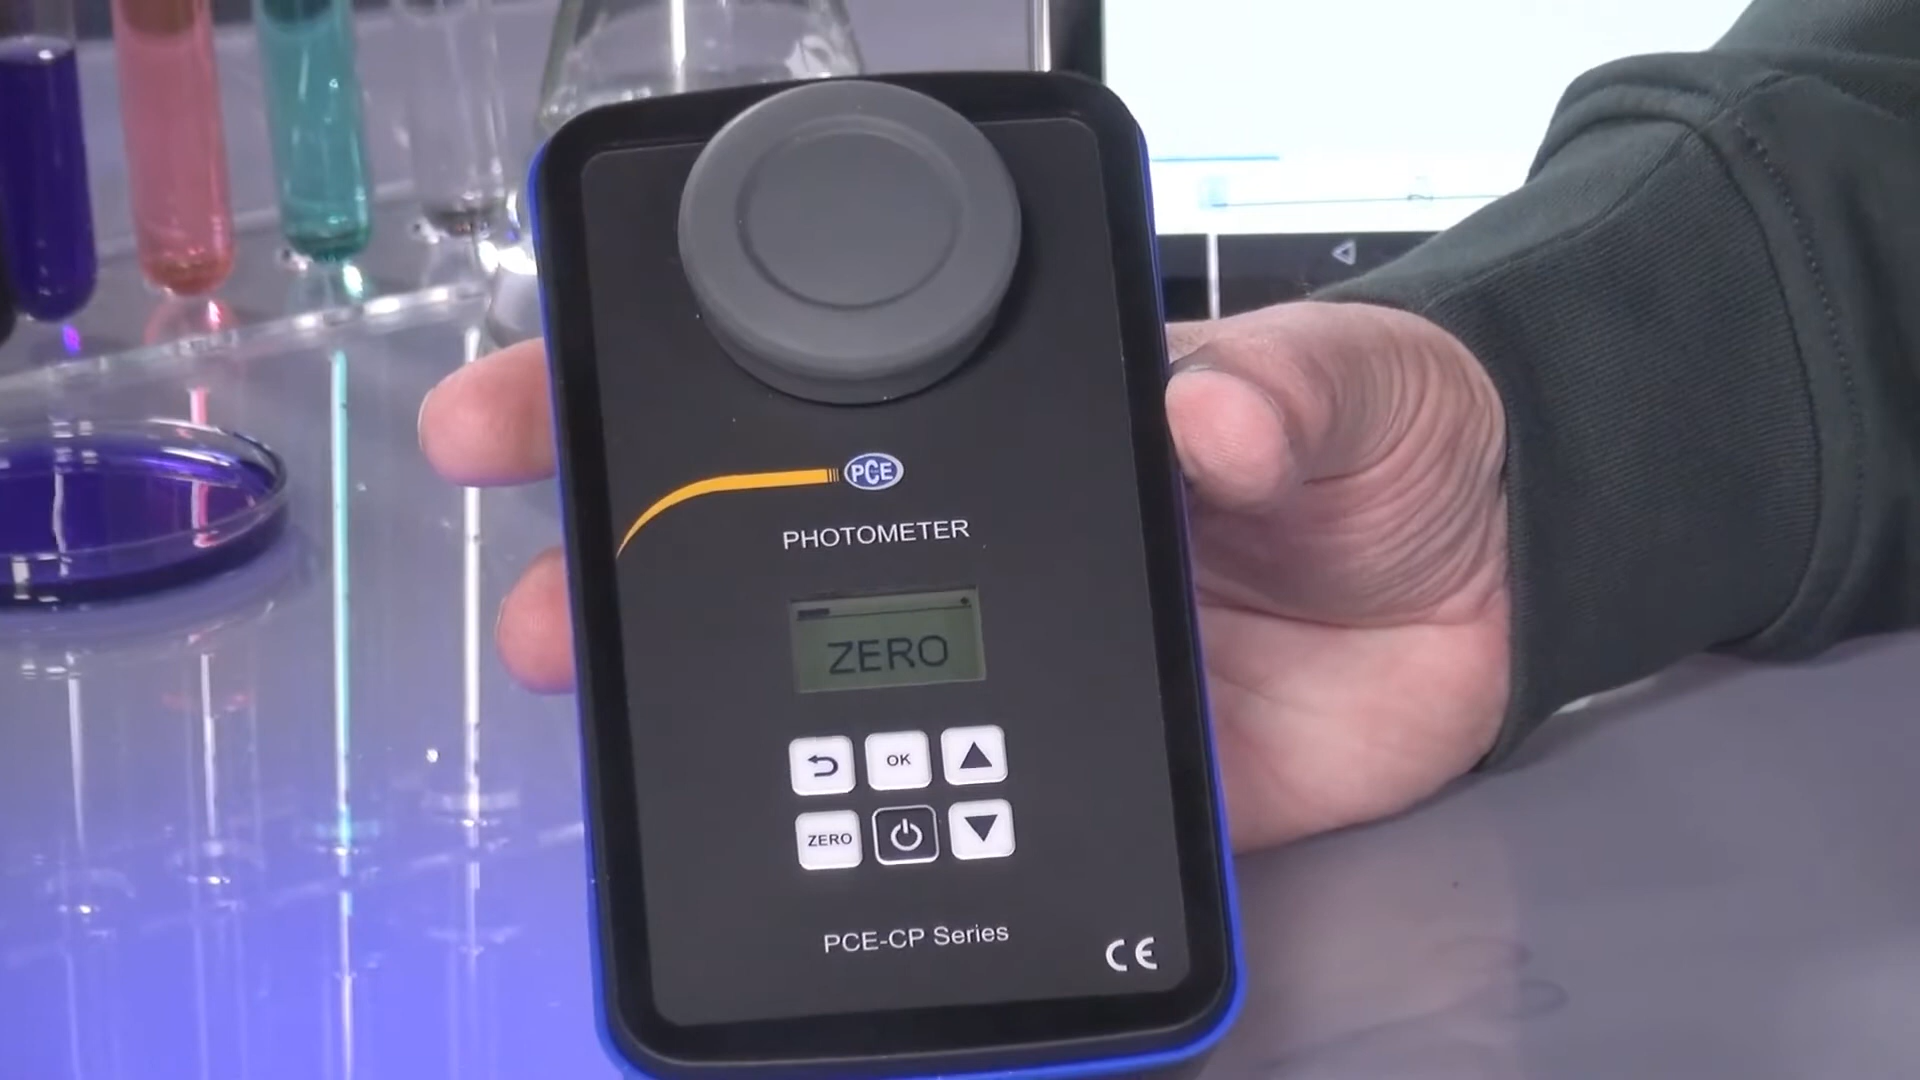 PCE
PHOTOMETER
ZERO
OK
ZERO
PCE-CP Series
CE